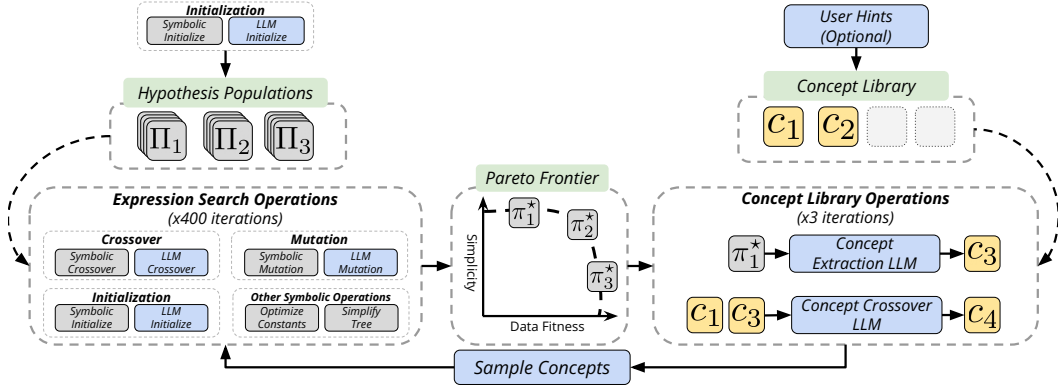 Initialization
Symbolic Initialize
LLM Initialize
Hypothesis Populations
Π₁ Π₂ Π₃
User Hints
(Optional)
Concept Library
c₁ c₂
Expression Search Operations
(x400 iterations)
Crossover
Symbolic Crossover
LLM Crossover
Mutation
Symbolic Mutation
LLM Mutation
Initialization
Symbolic Initialize
LLM Initialize
Other Symbolic Operations
Optimize Constants
Simplify Tree
Pareto Frontier
Simplicity
π₁*
π₂*
π₃*
Data Fitness
Concept Library Operations
(x3 iterations)
π₁*
Concept
Extraction LLM
c₃
c₁ c₃
Concept Crossover
LLM
c₄
Sample Concepts